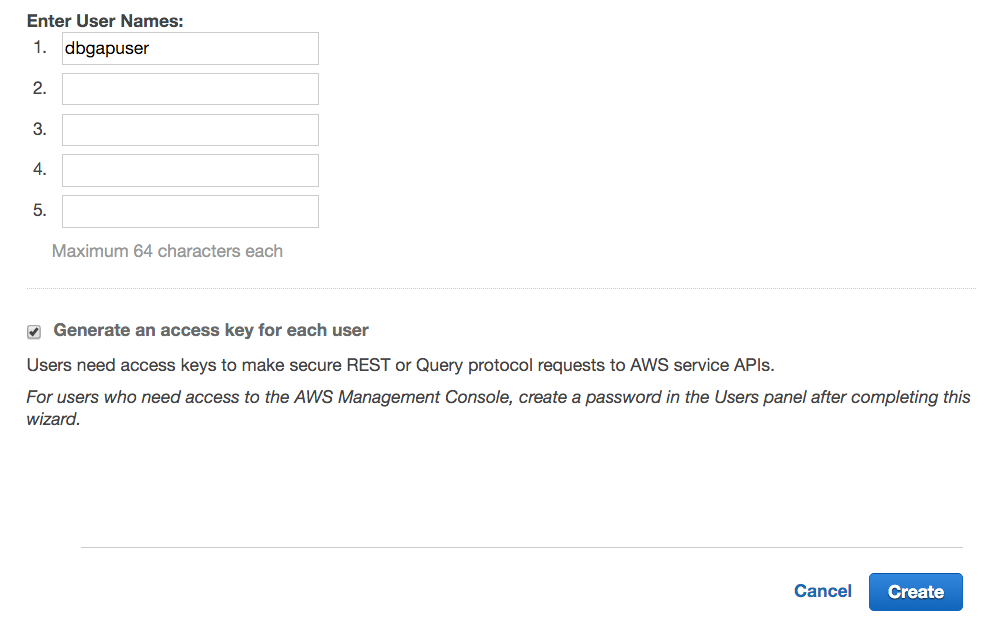 Enter User Names:
1. dbgapuser
2.
3.
4.
5.
Maximum 64 characters each
Generate an access key for each user
Users need access keys to make secure REST or Query protocol requests to AWS service APIs.
For users who need access to the AWS Management Console, create a password in the Users panel after completing this
wizard.
Cancel Create